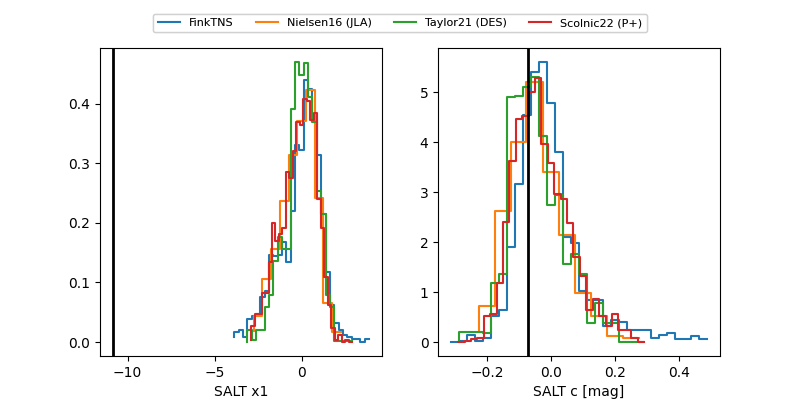 FinkTNS Nielsen16 (JLA) Taylor21 (DES) Scolnic22 (P+)
0.4
0.3
0.2
0.1
0.0
−10 −5 0
SALT x1
5
4
3
2
1
0
−0.2 0.0 0.2 0.4
SALT c [mag]